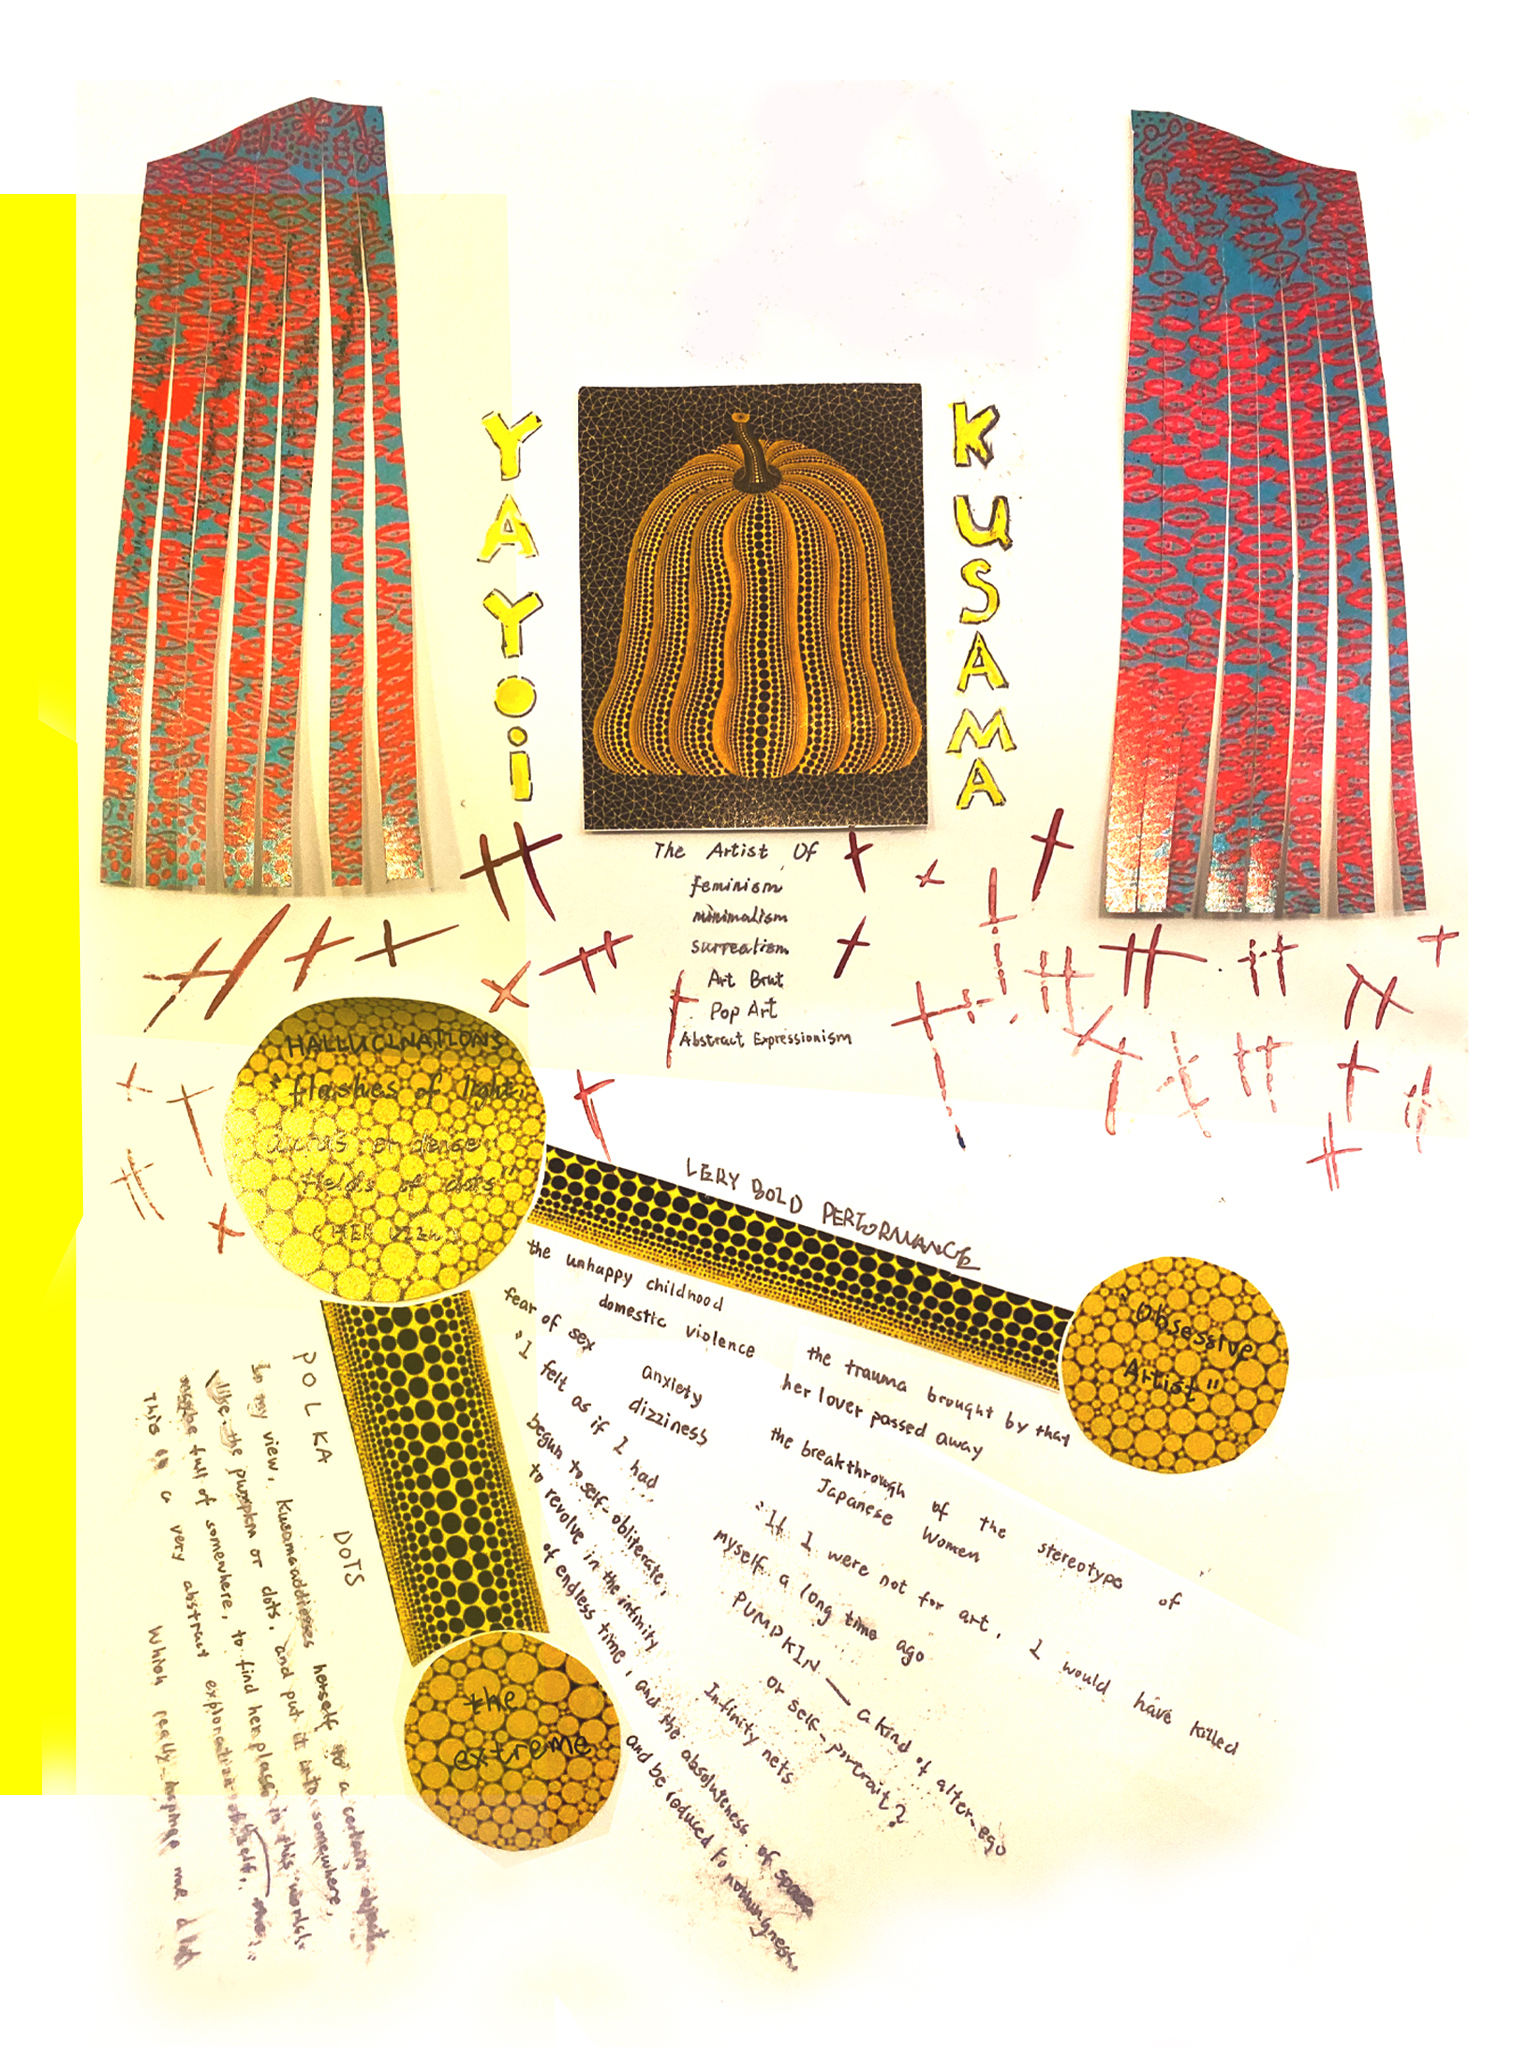 YAYOi
KUSAMA
The Artist Of
feminism
minimalism
surrealism
Art Brut
Pop Art
Abstract Expressionism
HALLUCINATIONS
"flashes of light,
auras or dense
fields of dots"
LERY BOLD PERFORMANCE
"Obsessive
Artist"
the unhappy childhood
domestic violence
fear of sex
anxiety
dizziness
"I felt as if I had
begun to self-obliterate,
to revolve in the infinity
of endless time, and the absoluteness of space
and be reduced to nothingness"
the trauma brought by that
her lover passed away
the breakthrough of the stereotype of
Japanese Women
"If I were not for art, I would have killed
myself a long time ago
PUMPKIN — a kind of alter-ego
or self-porcrait?
Infinity nets
the
extreme
POLKA DOTS
In my view, Kusama addresses herself a certain object
like the pumpkin or dots, and put it into somewhere,
maybe full of somewhere, to find her place in this world.
This is a very abstract exploration of self,
Which really me a lot